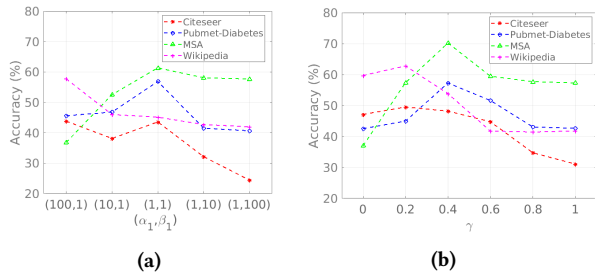 80
70
60
50
40
30
20
Accuracy (%)
Citeseer
Pubmet-Diabetes
MSA
Wikipedia
(100,1) (10,1) (1,1) (1,10) (1,100)
(α1,β1)
(a)
80
70
60
50
40
30
20
Accuracy (%)
Citeseer
Pubmet-Diabetes
MSA
Wikipedia
0 0.2 0.4 0.6 0.8 1
γ
(b)